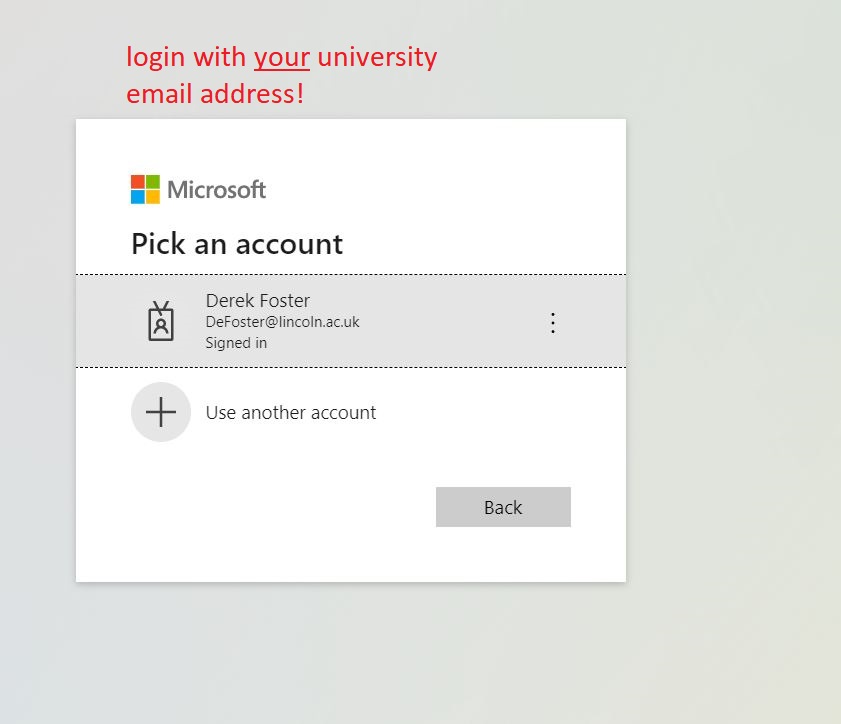 login with your university
email address!
Microsoft
Pick an account
Derek Foster
DeFoster@lincoln.ac.uk
Signed in
Use another account
Back